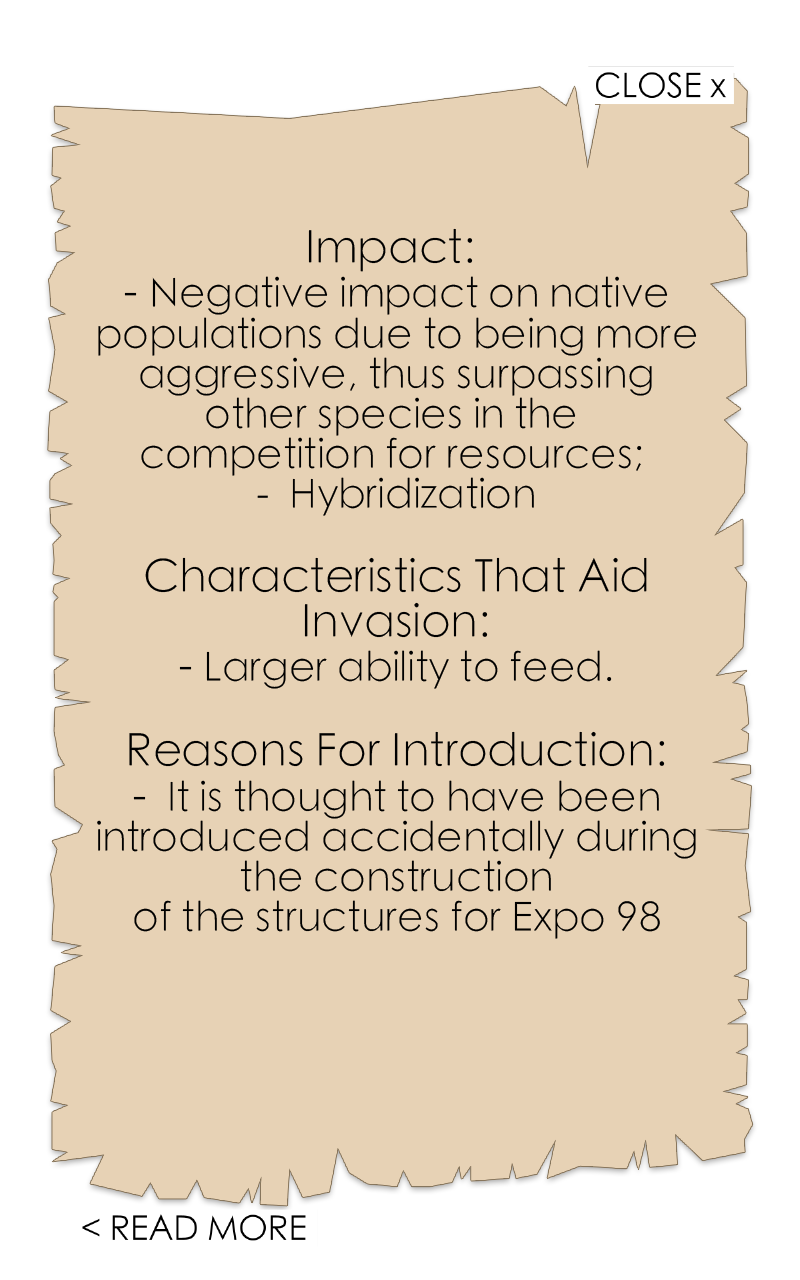 CLOSE x
Impact:
- Negative impact on native
populations due to being more
aggressive, thus surpassing
other species in the
competition for resources;
- Hybridization
Characteristics That Aid
Invasion:
- Larger ability to feed.
Reasons For Introduction:
- It is thought to have been
introduced accidentally during
the construction
of the structures for Expo 98
< READ MORE